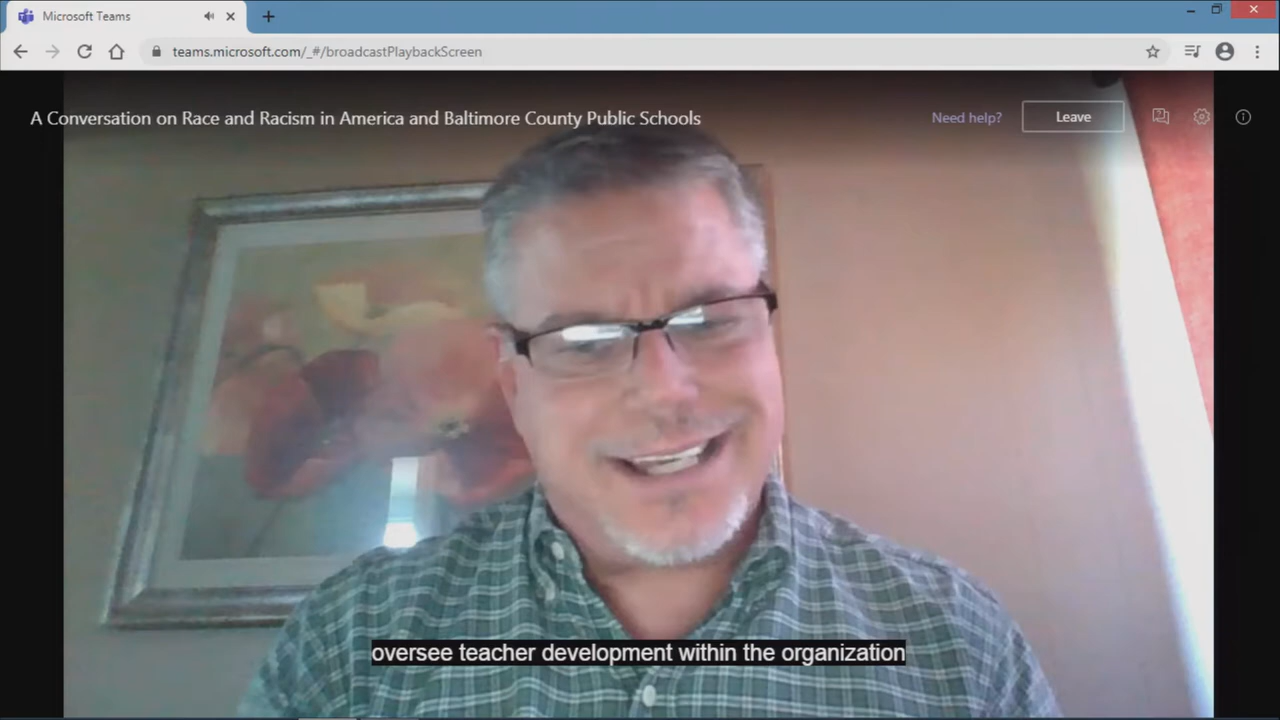 Microsoft Teams
teams.microsoft.com/_#/broadcastPlaybackScreen
A Conversation on Race and Racism in America and Baltimore County Public Schools
Need help?
Leave
oversee teacher development within the organization